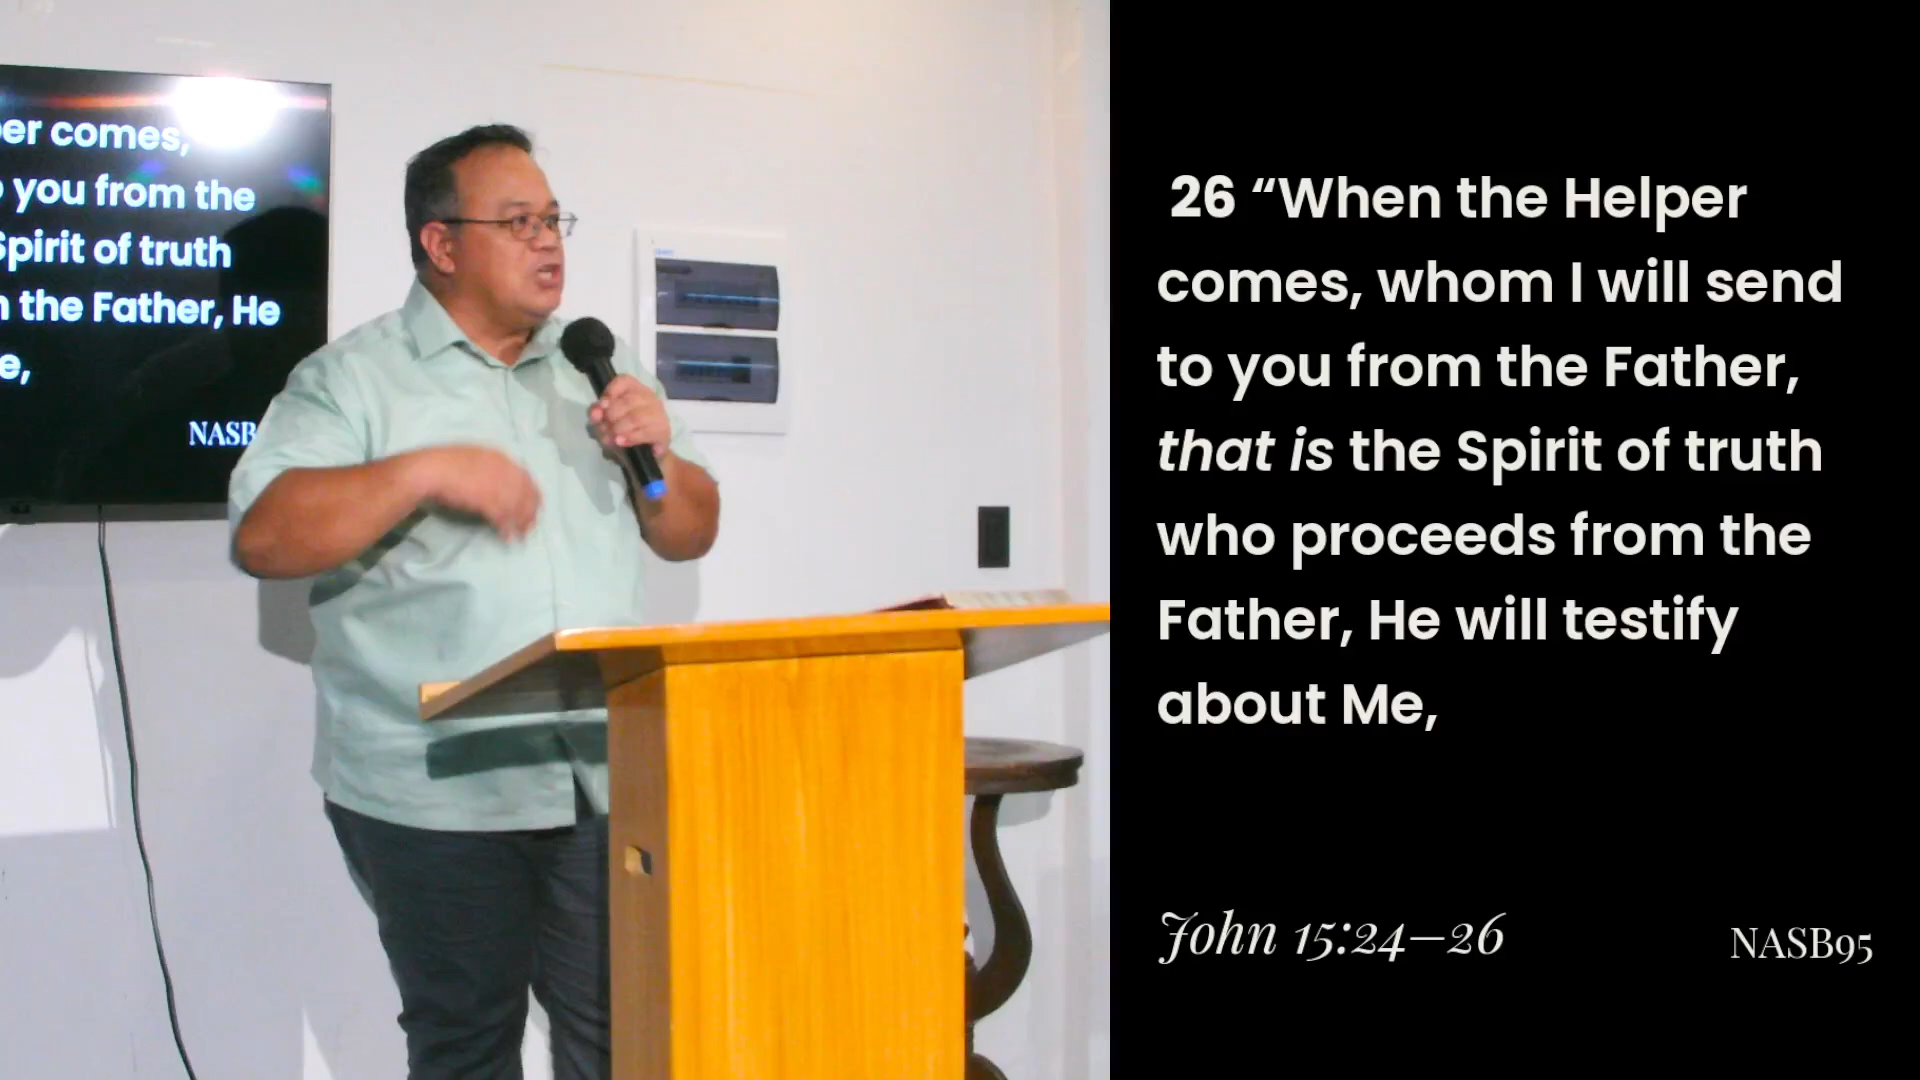 er comes,
you from the
Spirit of truth
the Father, He
e,
NASB
26 “When the Helper
comes, whom I will send
to you from the Father,
that is the Spirit of truth
who proceeds from the
Father, He will testify
about Me,
John 15:24–26
NASB95